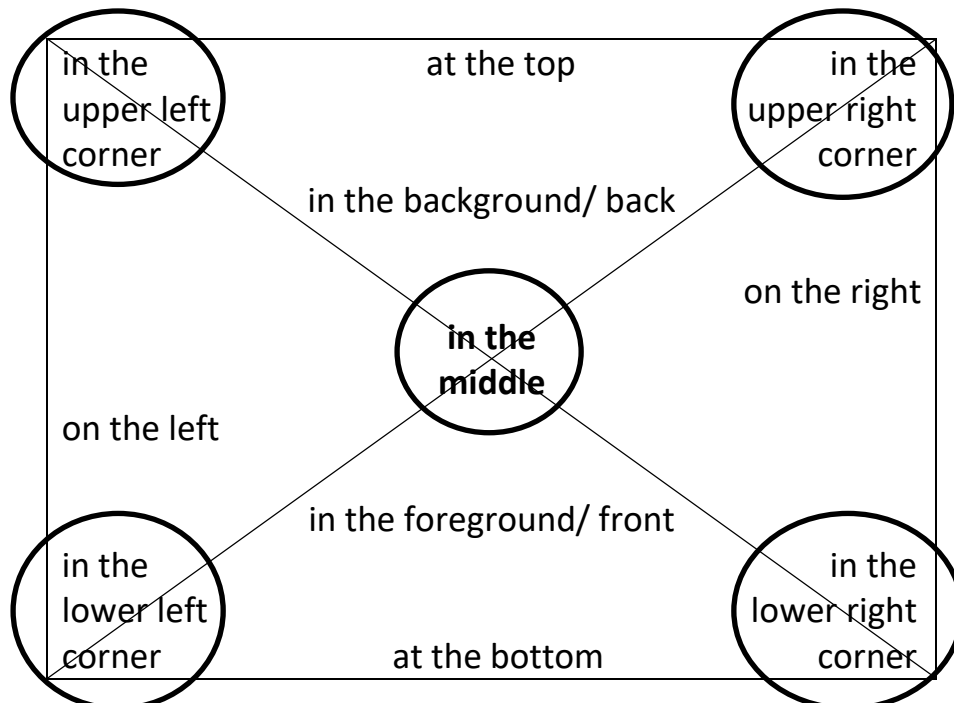 in the
upper left
corner
at the top
in the
upper right
corner
in the background/ back
on the right
in the
middle
on the left
in the foreground/ front
in the
lower left
corner
at the bottom
in the
lower right
corner